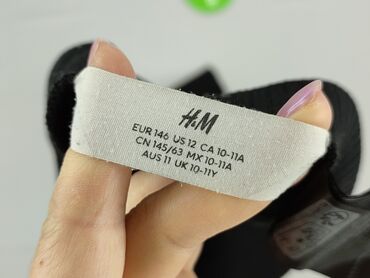 H&M
EUR 146 US 12 CA 10-11A
CN 145/63 MX 10-11A
AUS 11 UK 10-11Y